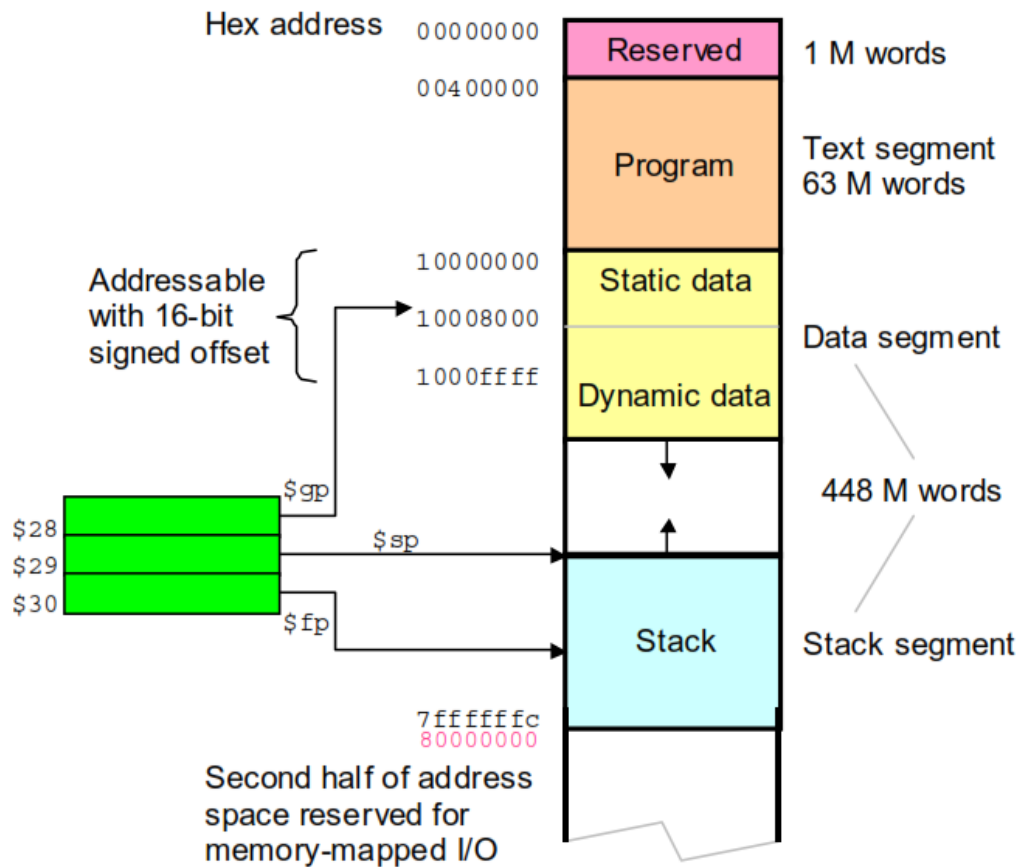 Hex address
00000000
Reserved
1 M words
00400000
Program
Text segment
63 M words
Addressable
with 16-bit
signed offset
10000000
Static data
10008000
Data segment
1000ffff
Dynamic data
448 M words
$gp
$28
$sp
$29
$30
$fp
Stack
Stack segment
7ffffffc
80000000
Second half of address
space reserved for
memory-mapped I/O